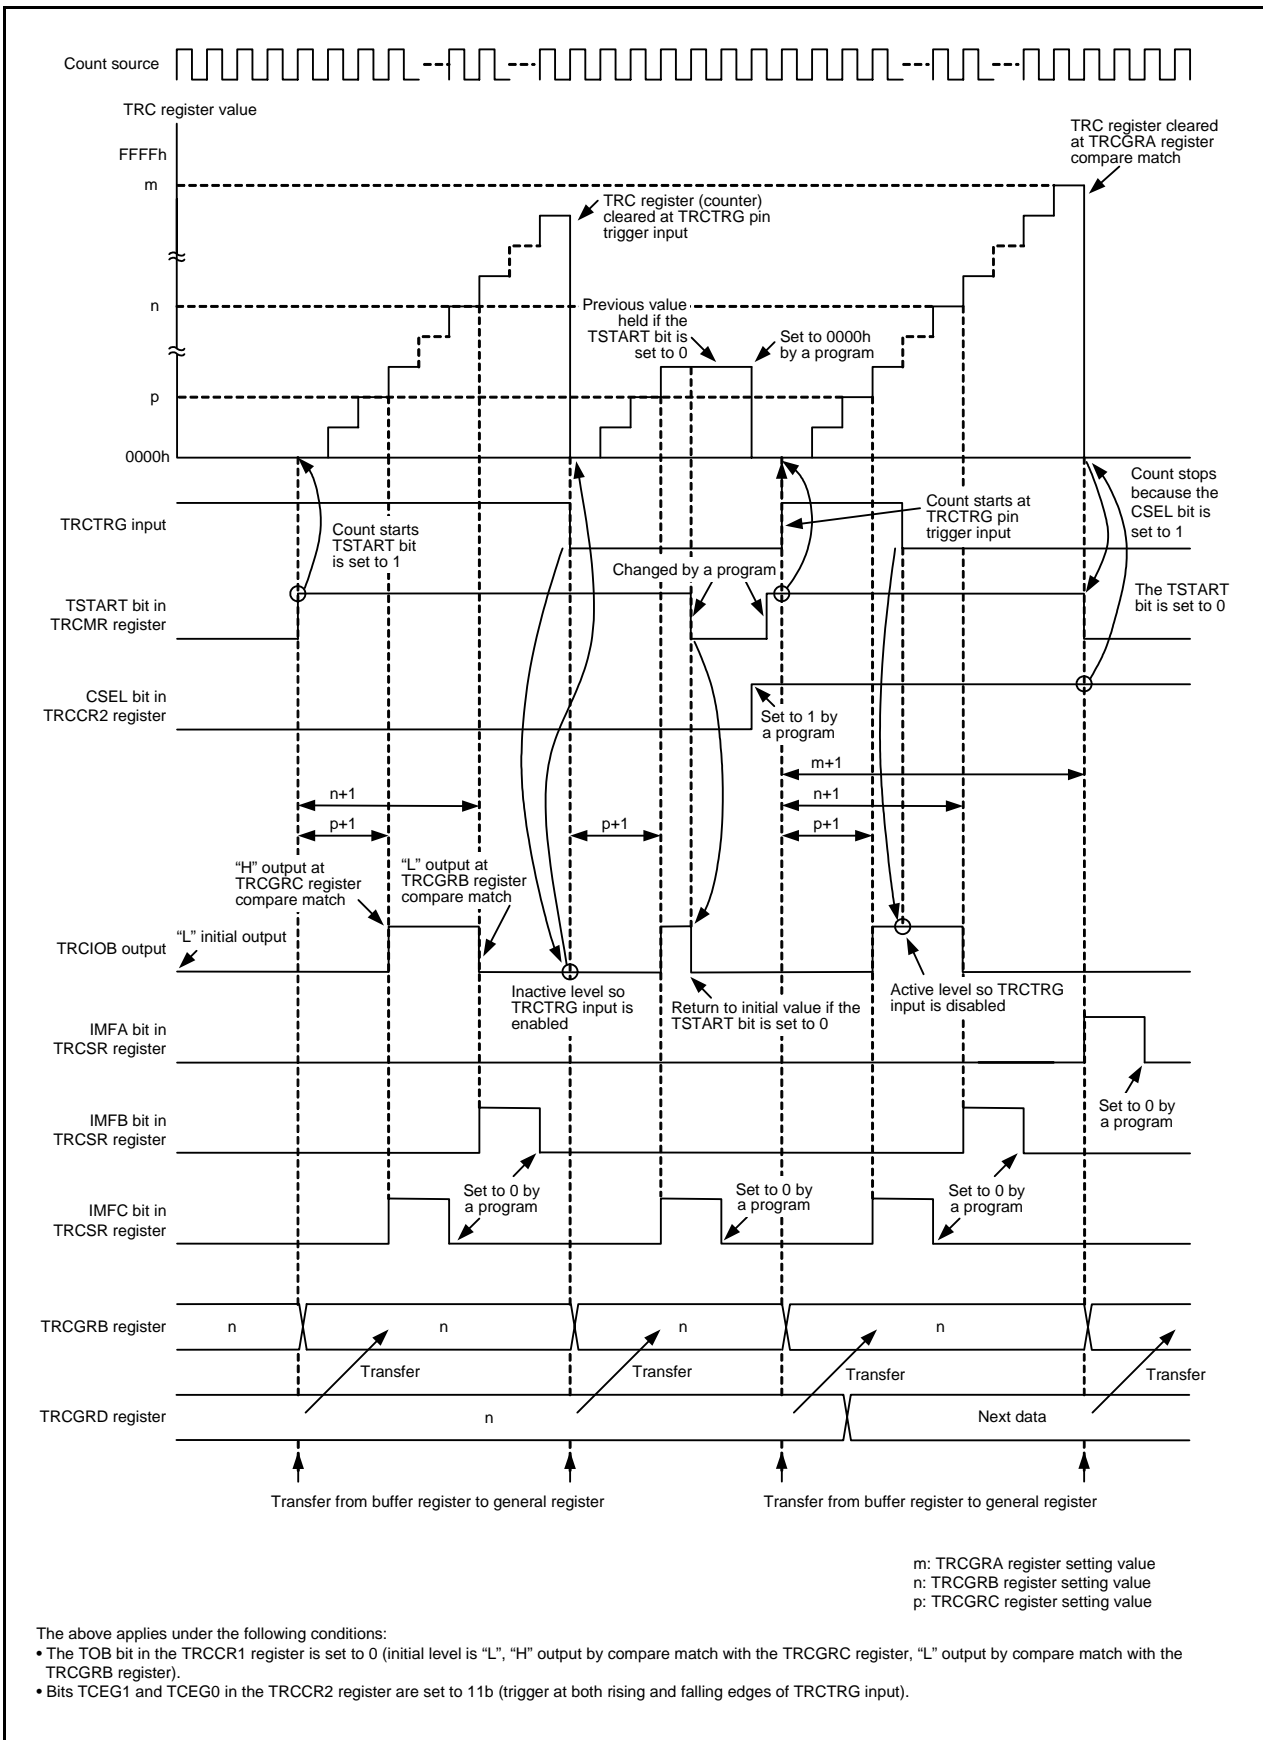 Count source
TRC register value
FFFFh
m
n
p
0000h
TRC register cleared
at TRCGRA register
compare match
TRC register (counter)
cleared at TRCTRG pin
trigger input
Previous value
held if the
TSTART bit is
set to 0
Set to 0000h
by a program
TRCTRG input
Count starts
TSTART bit
is set to 1
Count starts at
TRCTRG pin
trigger input
Count stops
because the
CSEL bit is
set to 1
Changed by a program
TSTART bit in
TRCMR register
The TSTART
bit is set to 0
CSEL bit in
TRCCR2 register
Set to 1 by
a program
m+1
n+1
n+1
p+1
p+1
p+1
“H” output at
TRCGRC register
compare match
“L” output at
TRCGRB register
compare match
TRCIOB output
“L” initial output
Inactive level so
TRCTRG input is
enabled
Return to initial value if the
TSTART bit is set to 0
Active level so TRCTRG
input is disabled
IMFA bit in
TRCSR register
Set to 0 by
a program
IMFB bit in
TRCSR register
Set to 0 by
a program
Set to 0 by
a program
Set to 0 by
a program
IMFC bit in
TRCSR register
TRCGRB register
n
n
n
n
Transfer
Transfer
Transfer
Transfer
TRCGRD register
n
Next data
Transfer from buffer register to general register
Transfer from buffer register to general register
m: TRCGRA register setting value
n: TRCGRB register setting value
p: TRCGRC register setting value
The above applies under the following conditions:
• The TOB bit in the TRCCR1 register is set to 0 (initial level is “L”, “H” output by compare match with the TRCGRC register, “L” output by compare match with the
TRCGRB register).
• Bits TCEG1 and TCEG0 in the TRCCR2 register are set to 11b (trigger at both rising and falling edges of TRCTRG input).